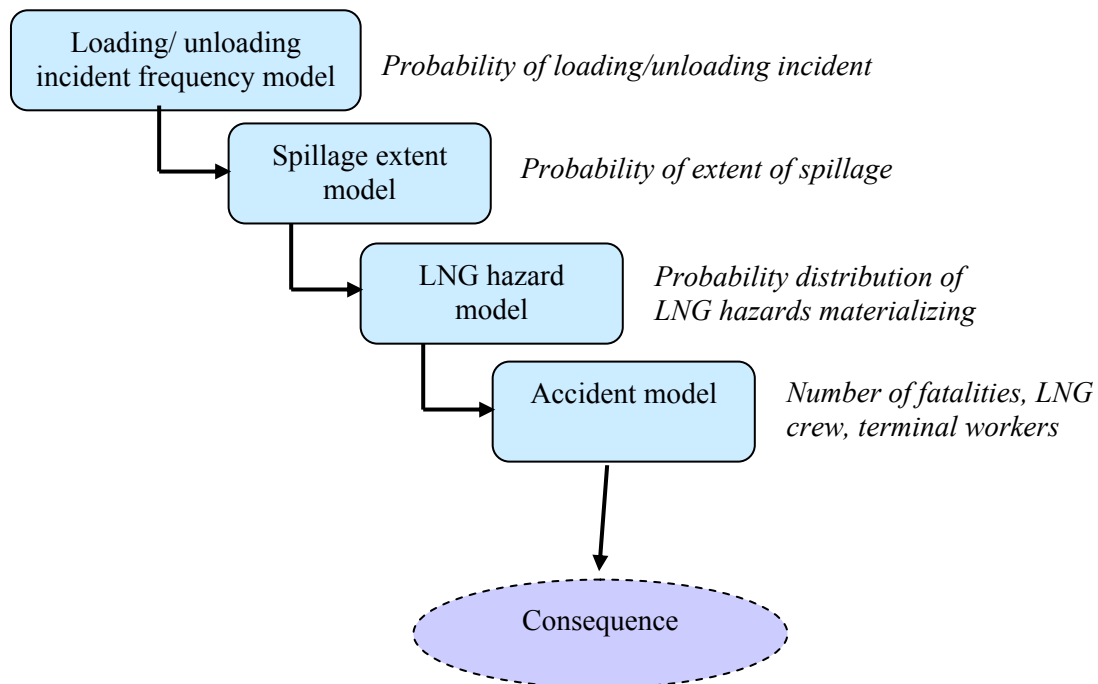 Loading/ unloading
incident frequency model
Probability of loading/unloading incident
Spillage extent
model
Probability of extent of spillage
LNG hazard
model
Probability distribution of
LNG hazards materializing
Accident model
Number of fatalities, LNG
crew, terminal workers
Consequence